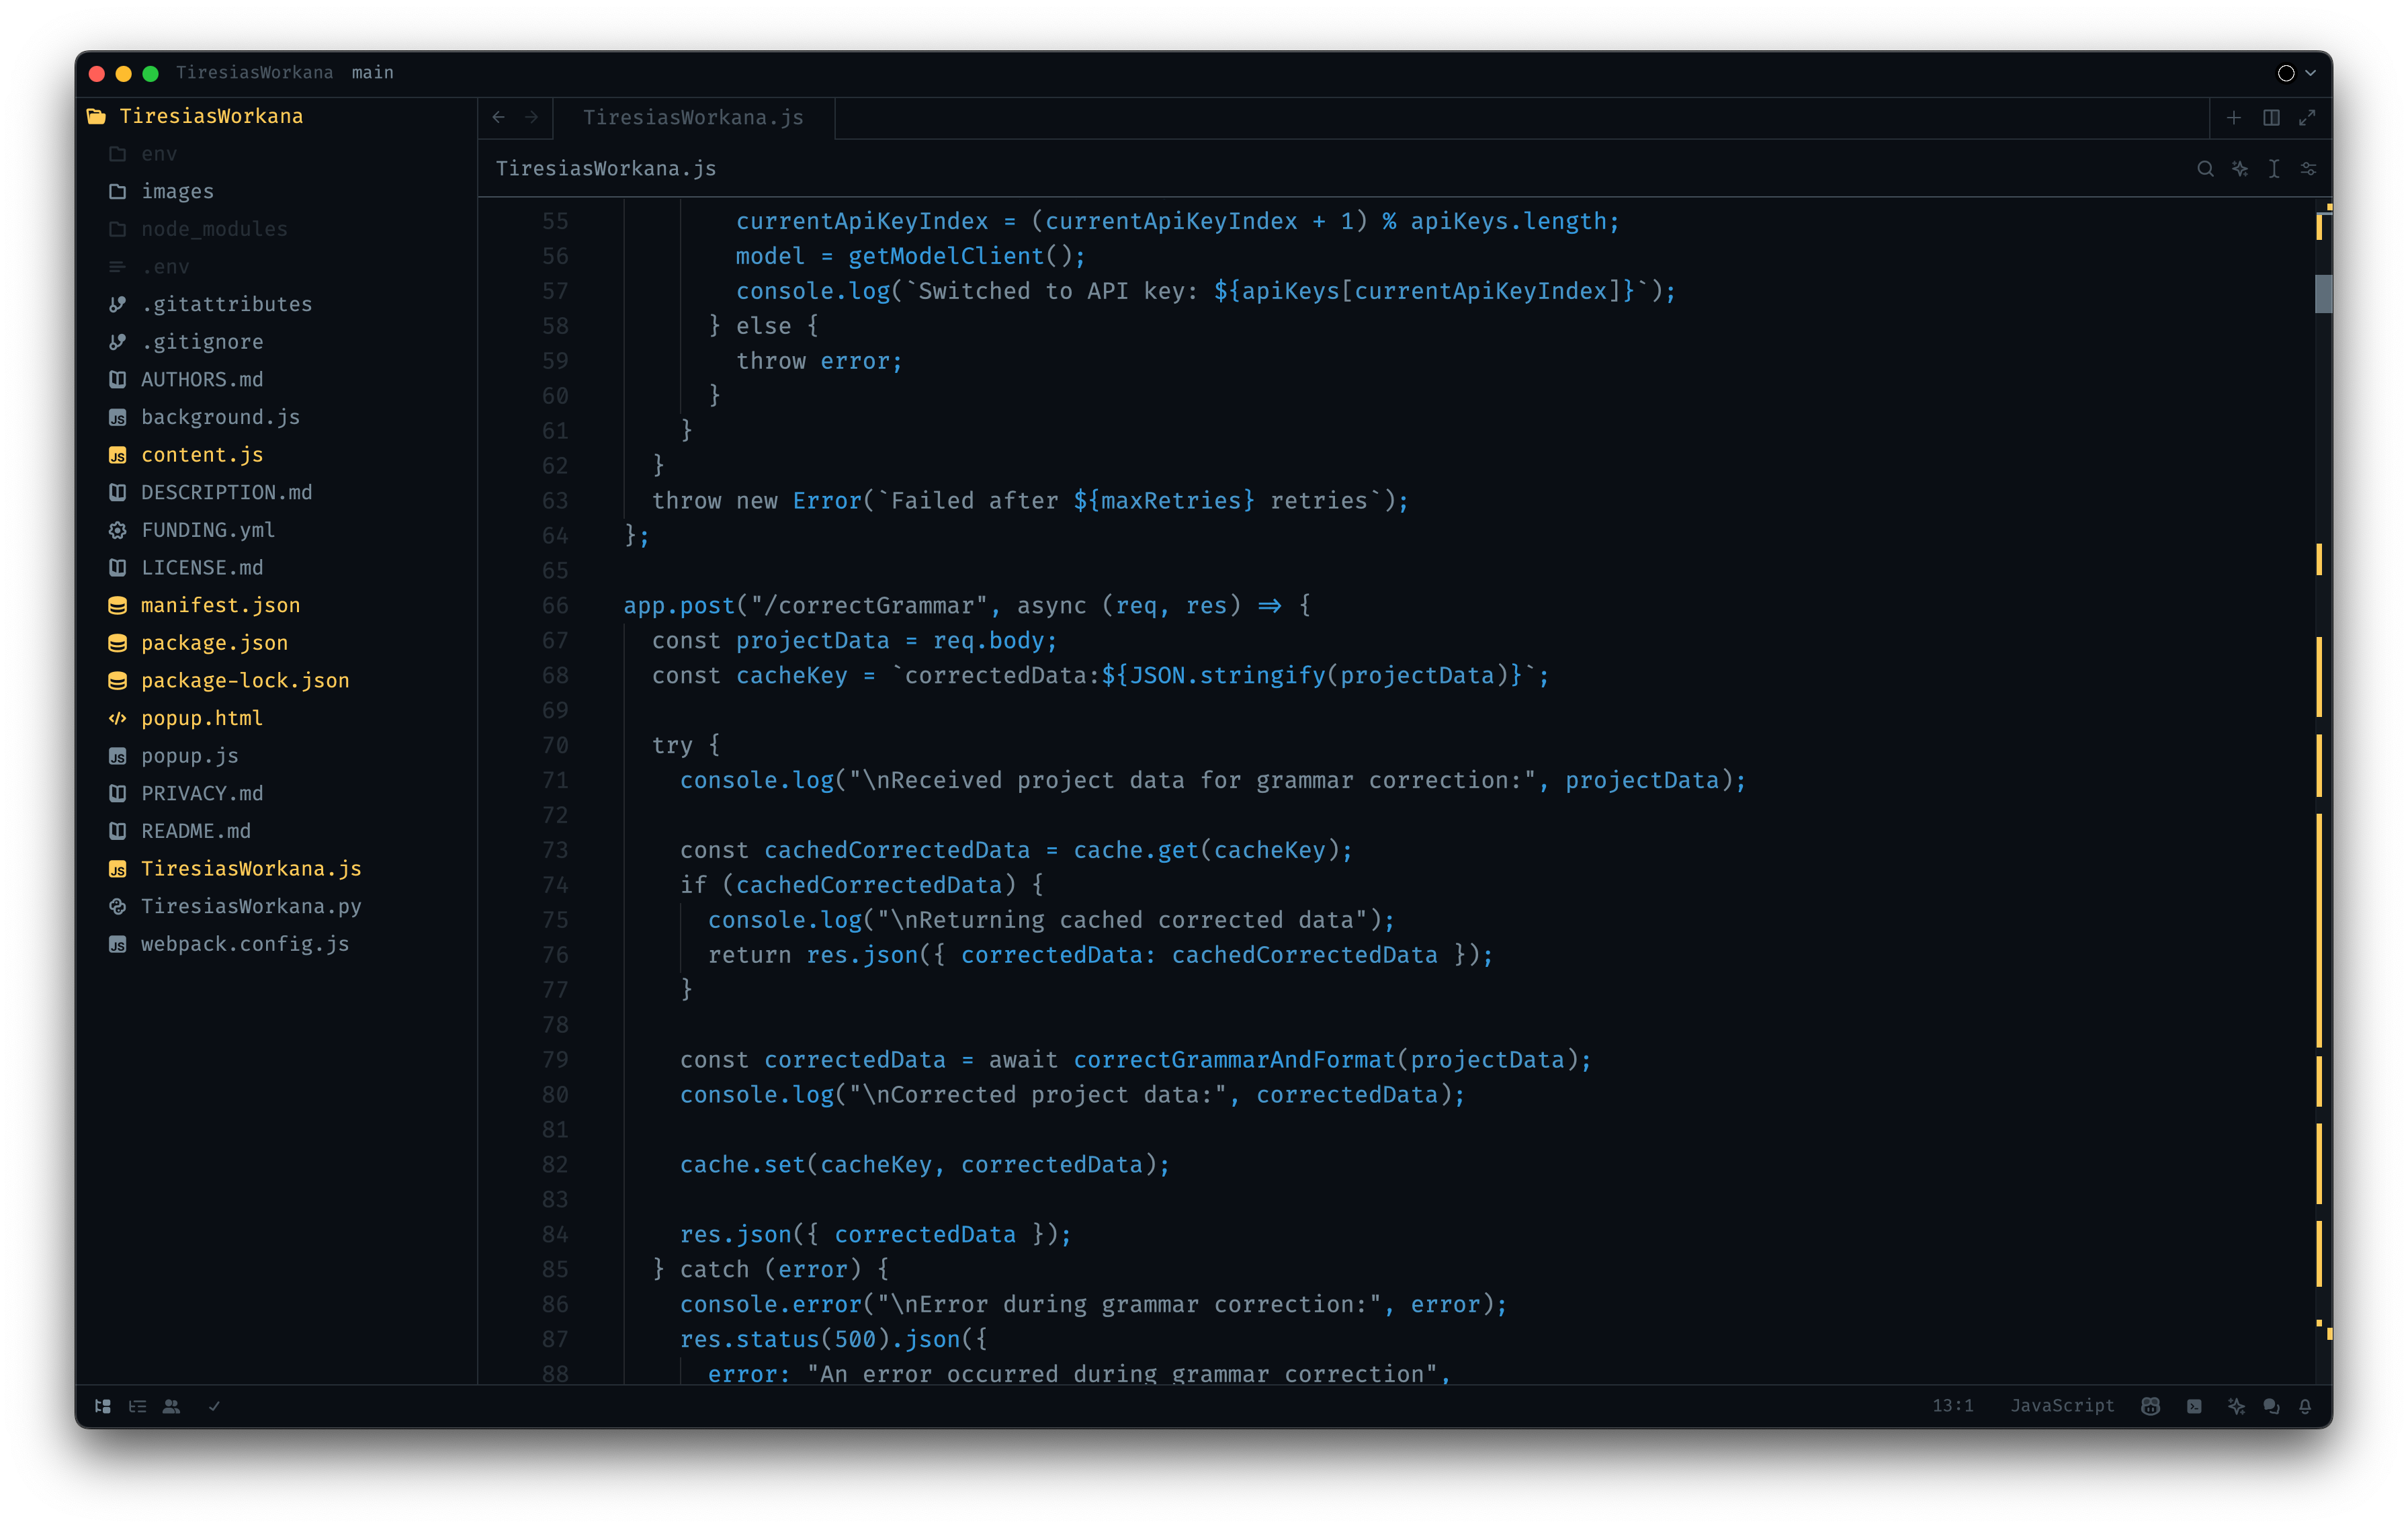 TiresiasWorkana main
TiresiasWorkana
env
images
node_modules
.env
.gitattributes
.gitignore
AUTHORS.md
background.js
content.js
DESCRIPTION.md
FUNDING.yml
LICENSE.md
manifest.json
package.json
package-lock.json
popup.html
popup.js
PRIVACY.md
README.md
TiresiasWorkana.js
TiresiasWorkana.py
webpack.config.js
TiresiasWorkana.js
TiresiasWorkana.js
55 currentApiKeyIndex = (currentApiKeyIndex + 1) % apiKeys.length;
56 model = getModelClient();
57 console.log(`Switched to API key: ${apiKeys[currentApiKeyIndex]}`);
58 } else {
59 throw error;
60 }
61 }
62 }
63 throw new Error(`Failed after ${maxRetries} retries`);
64 };
65
66 app.post("/correctGrammar", async (req, res) => {
67 const projectData = req.body;
68 const cacheKey = `correctedData:${JSON.stringify(projectData)}`;
69
70 try {
71 console.log("\nReceived project data for grammar correction:", projectData);
72
73 const cachedCorrectedData = cache.get(cacheKey);
74 if (cachedCorrectedData) {
75 console.log("\nReturning cached corrected data");
76 return res.json({ correctedData: cachedCorrectedData });
77 }
78
79 const correctedData = await correctGrammarAndFormat(projectData);
80 console.log("\nCorrected project data:", correctedData);
81
82 cache.set(cacheKey, correctedData);
83
84 res.json({ correctedData });
85 } catch (error) {
86 console.error("\nError during grammar correction:", error);
87 res.status(500).json({
88 error: "An error occurred during grammar correction",
13:1 JavaScript